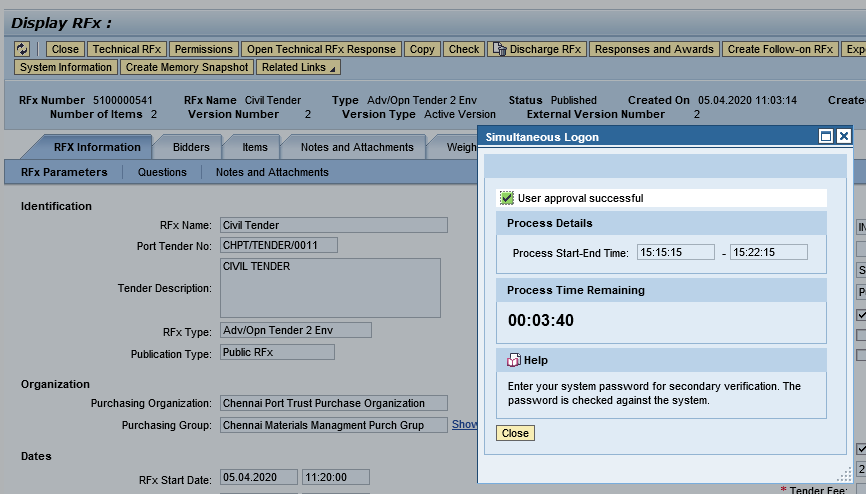 Display RFx :
Close Technical RFx Permissions Open Technical RFx Response Copy Check Discharge RFx Responses and Awards Create Follow-on RFx Exp
System Information Create Memory Snapshot Related Links
RFx Number 5100000541 RFx Name Civil Tender Type Adv/Opn Tender 2 Env Status Published Created On 05.04.2020 11:03:14 Create
Number of Items 2 Version Number 2 Version Type Active Version External Version Number 2
RFX Information Bidders Items Notes and Attachments Weigh
RFx Parameters Questions Notes and Attachments
Identification
RFx Name: Civil Tender
Port Tender No: CHPT/TENDER/0011
Tender Description: CIVIL TENDER
RFx Type: Adv/Opn Tender 2 Env
Publication Type: Public RFx
Organization
Purchasing Organization: Chennai Port Trust Purchase Organization
Purchasing Group: Chennai Materials Managment Purch Grup Show
Dates
RFx Start Date: 05.04.2020 11:20:00
* Tender Fee:
Simultaneous Logon
User approval successful
Process Details
Process Start-End Time: 15:15:15 - 15:22:15
Process Time Remaining
00:03:40
Help
Enter your system password for secondary verification. The
password is checked against the system.
Close